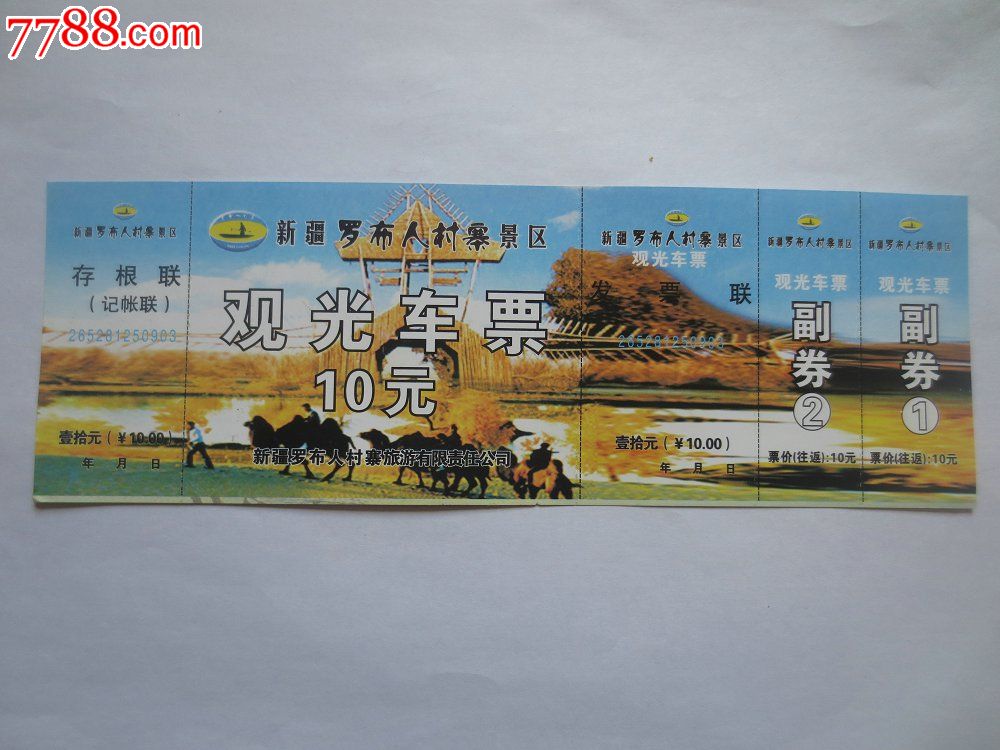 7788.com
新疆罗布人村寨景区
存根联
(记帐联)
265281250903
壹拾元(¥10.00)
年 月 日
新疆罗布人村寨景区
观光车票
10元
新疆罗布人村寨旅游有限责任公司
新疆罗布人村寨景区
观光车票
发票联
265281250903
壹拾元(¥10.00)
年 月 日
新疆罗布人村寨景区
观光车票
副券
②
票价(往返):10元
新疆罗布人村寨景区
观光车票
副券
①
票价(往返):10元